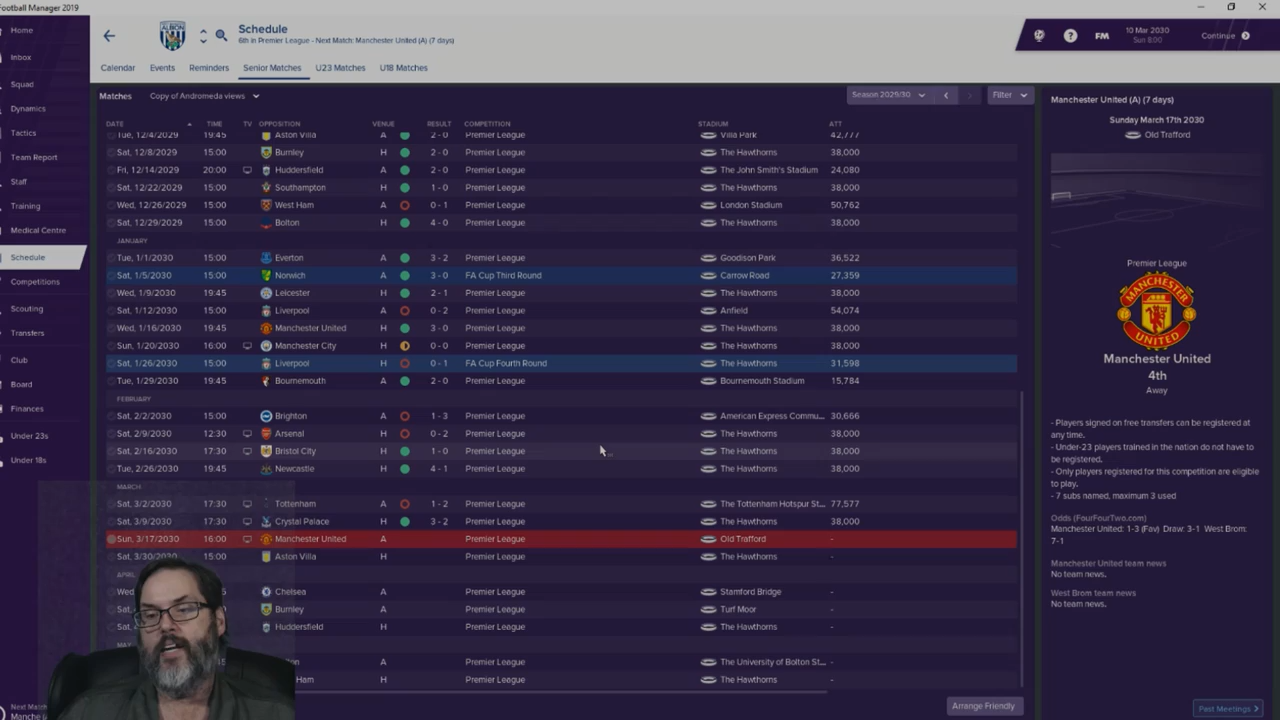 Football Manager 2019
Home
Inbox
Squad
Dynamics
Tactics
Team Report
Staff
Training
Medical Centre
Schedule
Competitions
Scouting
Transfers
Club
Board
Finances
Under 23s
Under 18s
Next Matc
Manche
Schedule
6th in Premier League - Next Match: Manchester United (A) (7 days)
FM
10 Mar 2030
Sun 8:00
Continue
Calendar Events Reminders Senior Matches U23 Matches U18 Matches
Matches Copy of Andromeda views Season 2029/30 Filter
DATE TIME TV OPPOSITION VENUE RESULT COMPETITION STADIUM ATT
Tue, 12/4/2029 19:45 Aston Villa A 2 - 0 Premier League Villa Park 42,777
Sat, 12/8/2029 15:00 Burnley H 2 - 0 Premier League The Hawthorns 38,000
Fri, 12/14/2029 20:00 Huddersfield A 2 - 0 Premier League The John Smith's Stadium 24,080
Sat, 12/22/2029 15:00 Southampton H 1 - 0 Premier League The Hawthorns 38,000
Wed, 12/26/2029 15:00 West Ham A 0 - 1 Premier League London Stadium 50,762
Sat, 12/29/2029 15:00 Bolton H 4 - 0 Premier League The Hawthorns 38,000
JANUARY
Tue, 1/1/2030 15:00 Everton A 3 - 2 Premier League Goodison Park 36,522
Sat, 1/5/2030 15:00 Norwich A 3 - 0 FA Cup Third Round Carrow Road 27,359
Wed, 1/9/2030 19:45 Leicester H 2 - 1 Premier League The Hawthorns 38,000
Sat, 1/12/2030 15:00 Liverpool A 0 - 2 Premier League Anfield 54,074
Wed, 1/16/2030 19:45 Manchester United H 3 - 0 Premier League The Hawthorns 38,000
Sun, 1/20/2030 16:00 Manchester City H 0 - 0 Premier League The Hawthorns 38,000
Sat, 1/26/2030 15:00 Liverpool H 0 - 1 FA Cup Fourth Round The Hawthorns 31,598
Tue, 1/29/2030 19:45 Bournemouth A 2 - 0 Premier League Bournemouth Stadium 15,784
FEBRUARY
Sat, 2/2/2030 15:00 Brighton A 1 - 3 Premier League American Express Commu... 30,666
Sat, 2/9/2030 12:30 Arsenal H 0 - 2 Premier League The Hawthorns 38,000
Sat, 2/16/2030 17:30 Bristol City H 1 - 0 Premier League The Hawthorns 38,000
Tue, 2/26/2030 19:45 Newcastle H 4 - 1 Premier League The Hawthorns 38,000
MARCH
Sat, 3/2/2030 17:30 Tottenham A 1 - 2 Premier League The Tottenham Hotspur St... 77,577
Sat, 3/9/2030 17:30 Crystal Palace H 3 - 2 Premier League The Hawthorns 38,000
Sun, 3/17/2030 16:00 Manchester United A Premier League Old Trafford -
Sat, 3/30/2030 15:00 Aston Villa H Premier League The Hawthorns -
APRIL
Wed Chelsea A Premier League Stamford Bridge -
Sat, Burnley A Premier League Turf Moor -
Sat, Huddersfield H Premier League The Hawthorns -
MAY
on A Premier League The University of Bolton St... -
Ham H Premier League The Hawthorns -
Arrange Friendly
Manchester United (A) (7 days)
Sunday March 17th 2030
Old Trafford
Premier League
Manchester United
4th
Away
- Players signed on free transfers can be registered at
any time.
- Under-23 players trained in the nation do not have to
be registered.
- Only players registered for this competition are eligible
to play.
- 7 subs named, maximum 3 used
Odds (FourFourTwo.com)
Manchester United: 1-3 (Fav) Draw: 3-1 West Brom:
7-1
Manchester United team news
No team news.
West Brom team news
No team news.
Past Meetings